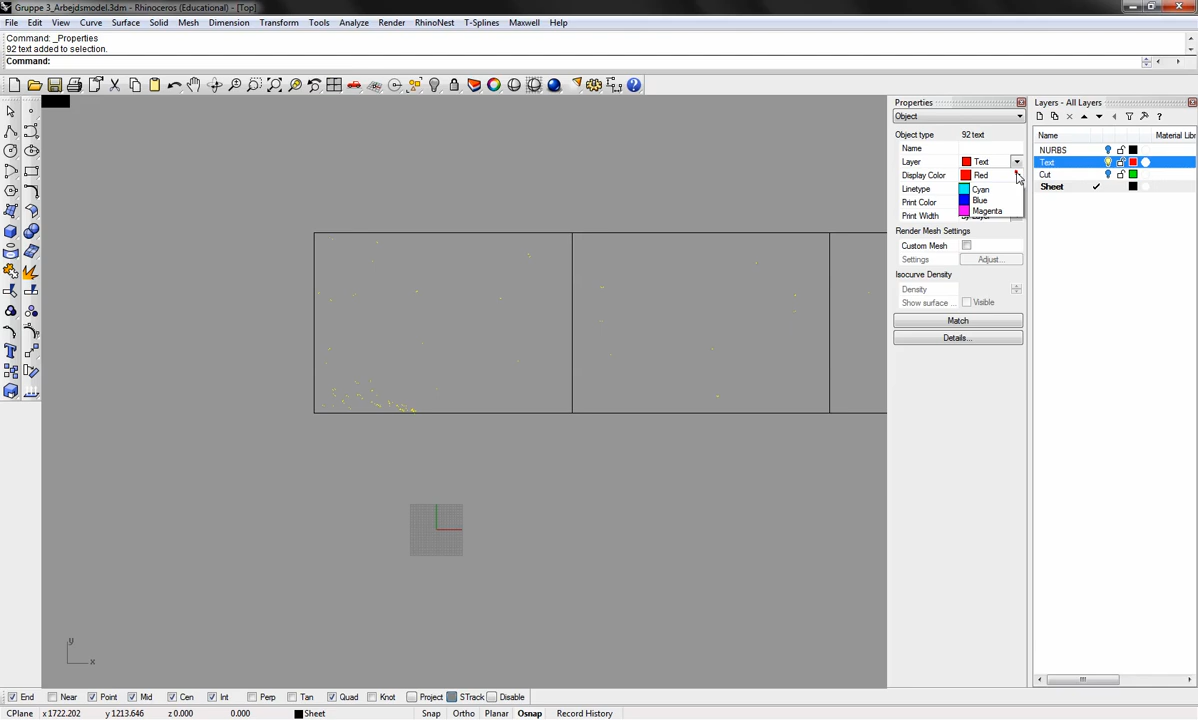 Gruppe 3_Arbejdsmodel.3dm - Rhinoceros (Educational) - [Top]
File Edit View Curve Surface Solid Mesh Dimension Transform Tools Analyze Render RhinoNest T-Splines Maxwell Help
Command: _Properties
92 text added to selection.
Command:
Properties
Object
Object type 92 text
Name
Layer Text
Display Color Red
Linetype Cyan
Print Color Blue
Print Width Magenta
Render Mesh Settings
Custom Mesh
Settings Adjust...
Isocurve Density
Density
Show surface ... Visible
Match
Details...
Layers - All Layers
Name Material Libr
NURBS
Text
Cut
Sheet
y
x
End Near Point Mid Cen Int Perp Tan Quad Knot Project STrack Disable
CPlane x 1722.202 y 1213.646 z 0.000 0.000 Sheet Snap Ortho Planar Osnap Record History